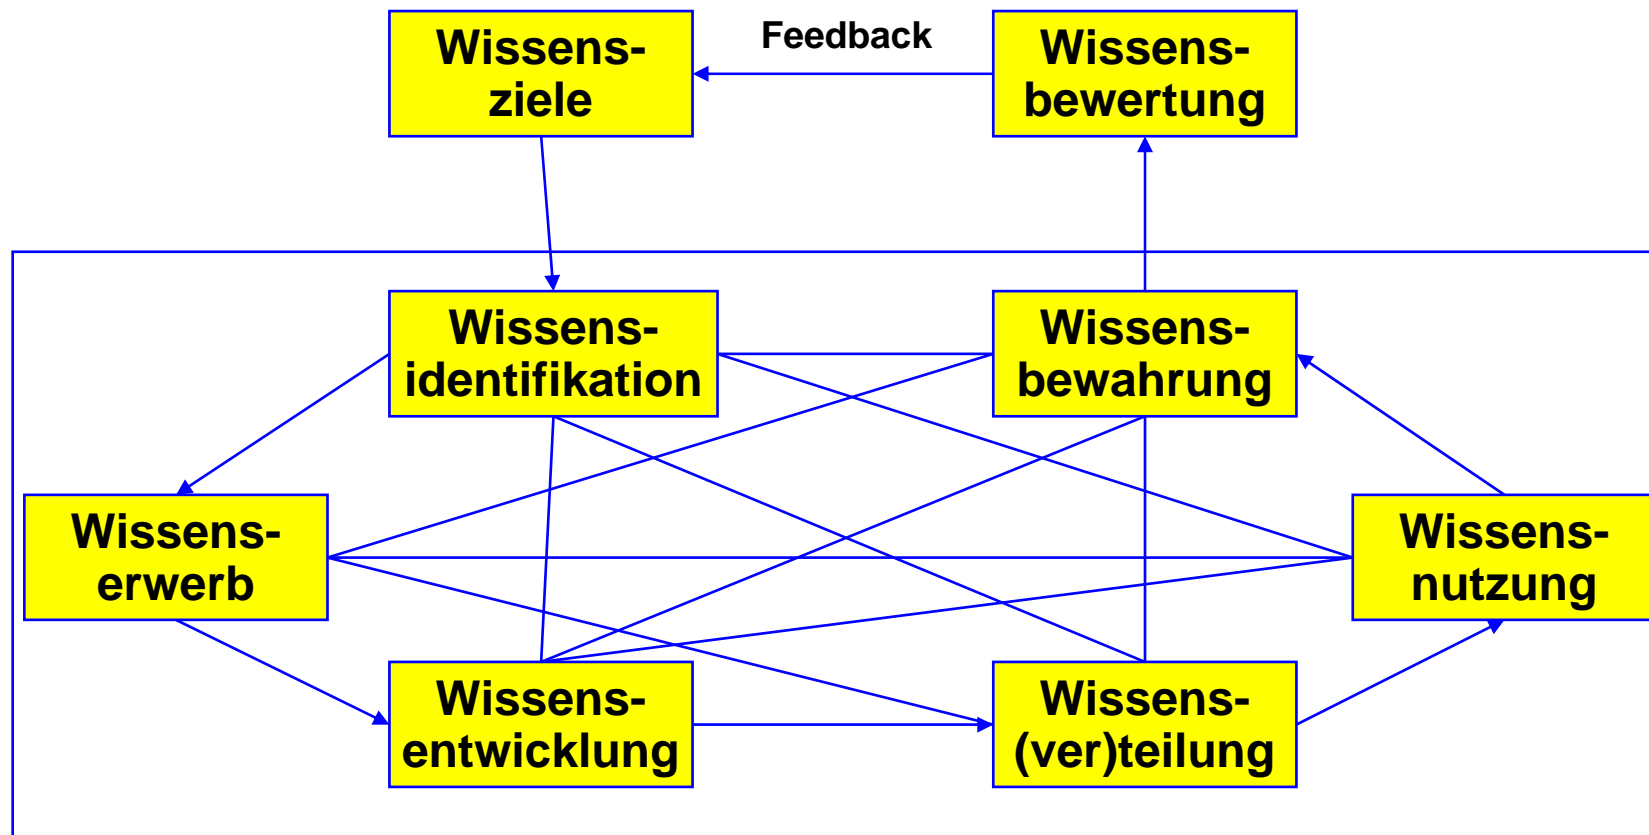 Wissens-
ziele
Feedback
Wissens-
bewertung
Wissens-
identifikation
Wissens-
bewahrung
Wissens-
erwerb
Wissens-
nutzung
Wissens-
entwicklung
Wissens-
(ver)teilung